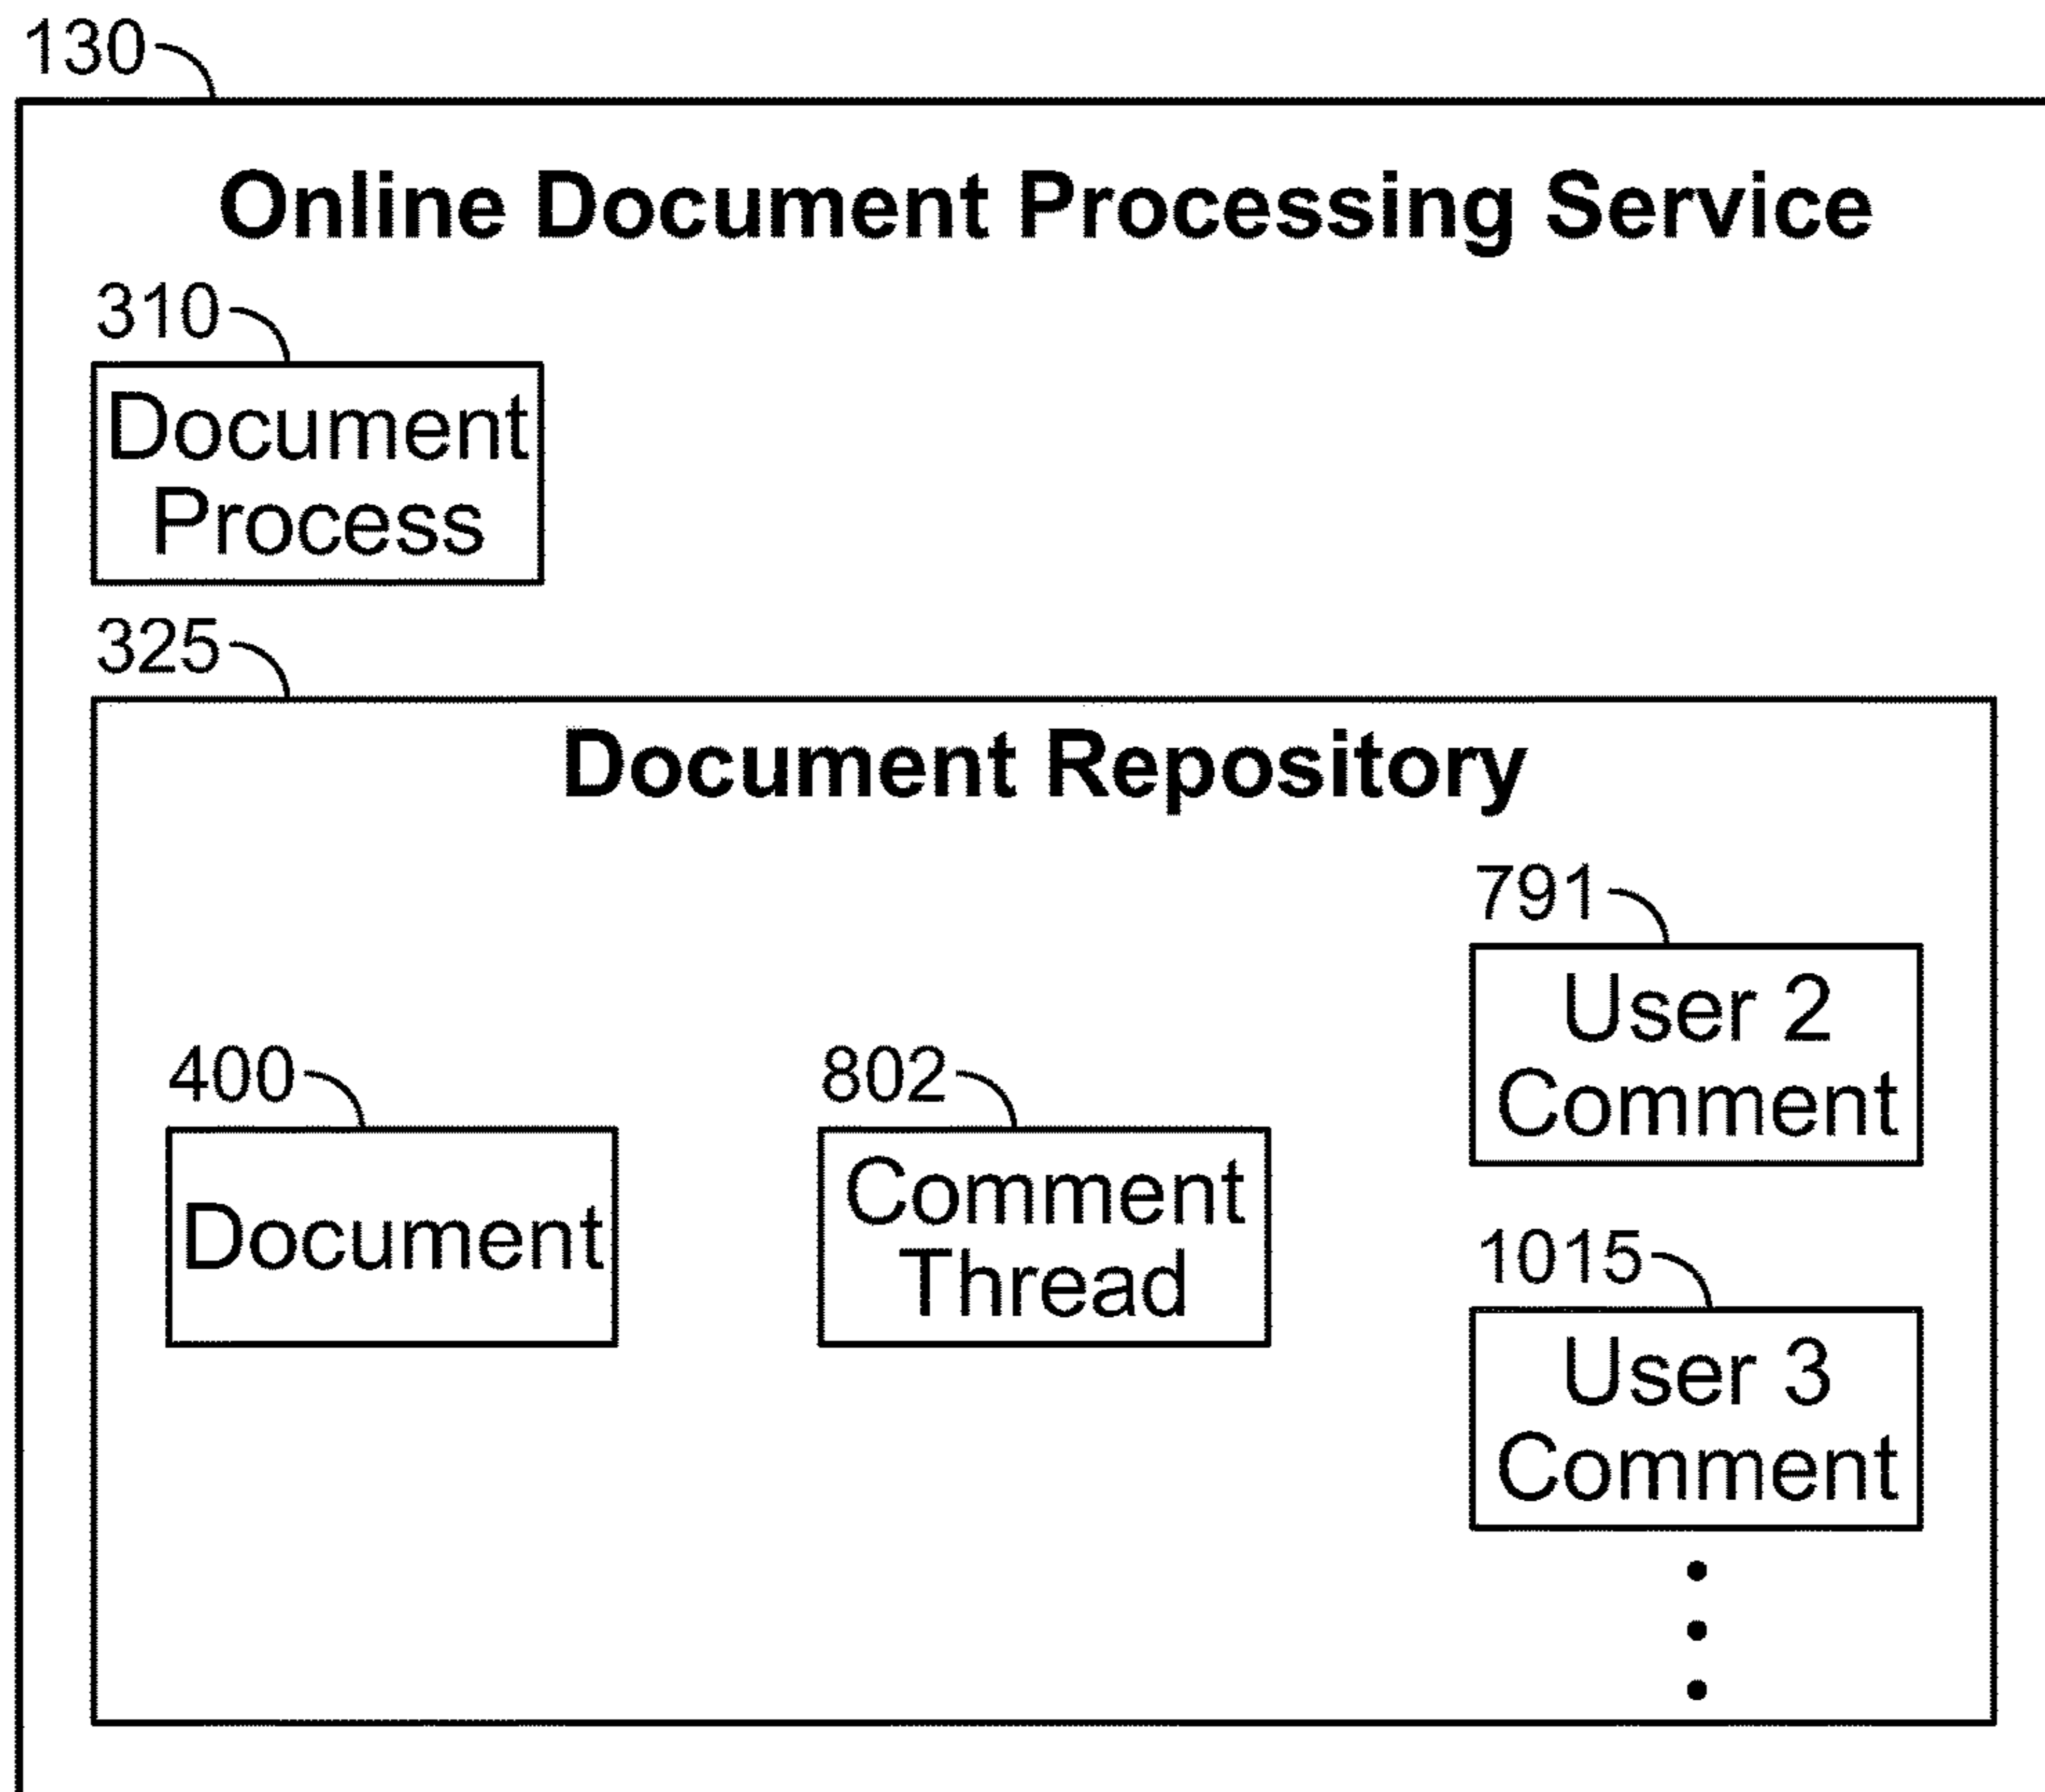 130
Online Document Processing Service
310
Document
Process
325
Document Repository
400
Document
802
Comment
Thread
791
User 2
Comment
1015
User 3
Comment